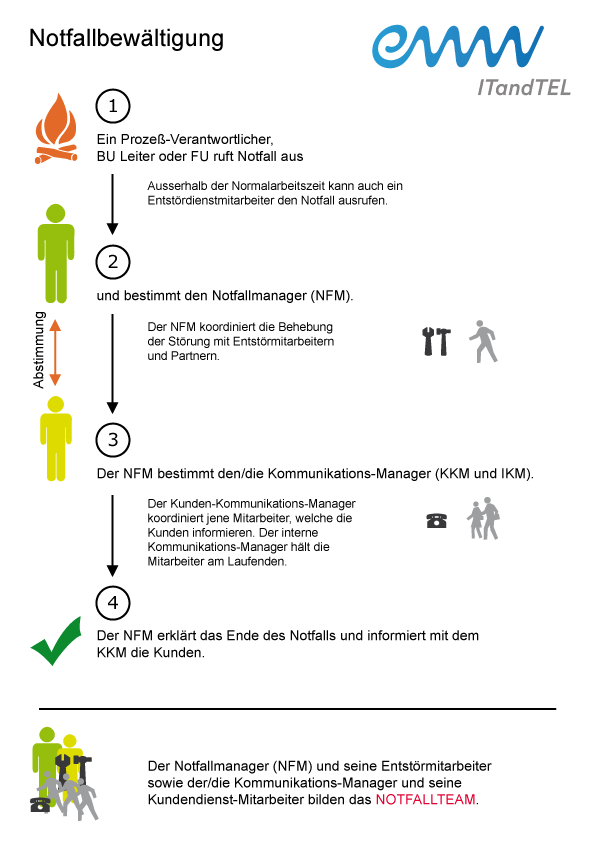 Notfallbewältigung
eww
ITandTEL
1
Ein Prozeß-Verantwortlicher,
BU Leiter oder FU ruft Notfall aus
Ausserhalb der Normalarbeitszeit kann auch ein
Entstördienstmitarbeiter den Notfall ausrufen.
2
und bestimmt den Notfallmanager (NFM).
Abstimmung
Der NFM koordiniert die Behebung
der Störung mit Entstörmitarbeitern
und Partnern.
3
Der NFM bestimmt den/die Kommunikations-Manager (KKM und IKM).
Der Kunden-Kommunikations-Manager
koordiniert jene Mitarbeiter, welche die
Kunden informieren. Der interne
Kommunikations-Manager hält die
Mitarbeiter am Laufenden.
4
Der NFM erklärt das Ende des Notfalls und informiert mit dem
KKM die Kunden.
Der Notfallmanager (NFM) und seine Entstörmitarbeiter
sowie der/die Kommunikations-Manager und seine
Kundendienst-Mitarbeiter bilden das NOTFALLTEAM.